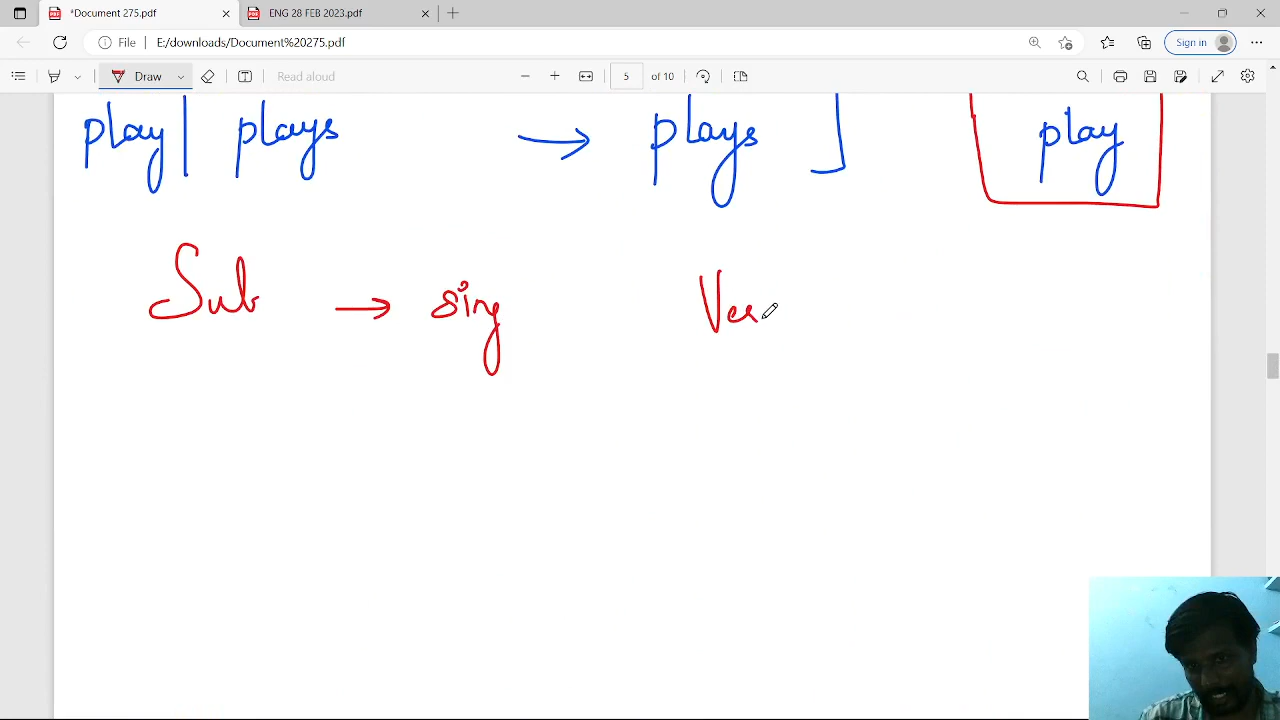 *Document 275.pdf ENG 28 FEB 2023.pdf
File E:/downloads/Document%20275.pdf Sign in
Draw Read aloud 5 of 10
play| plays → plays ] play
Sub → sing Ver